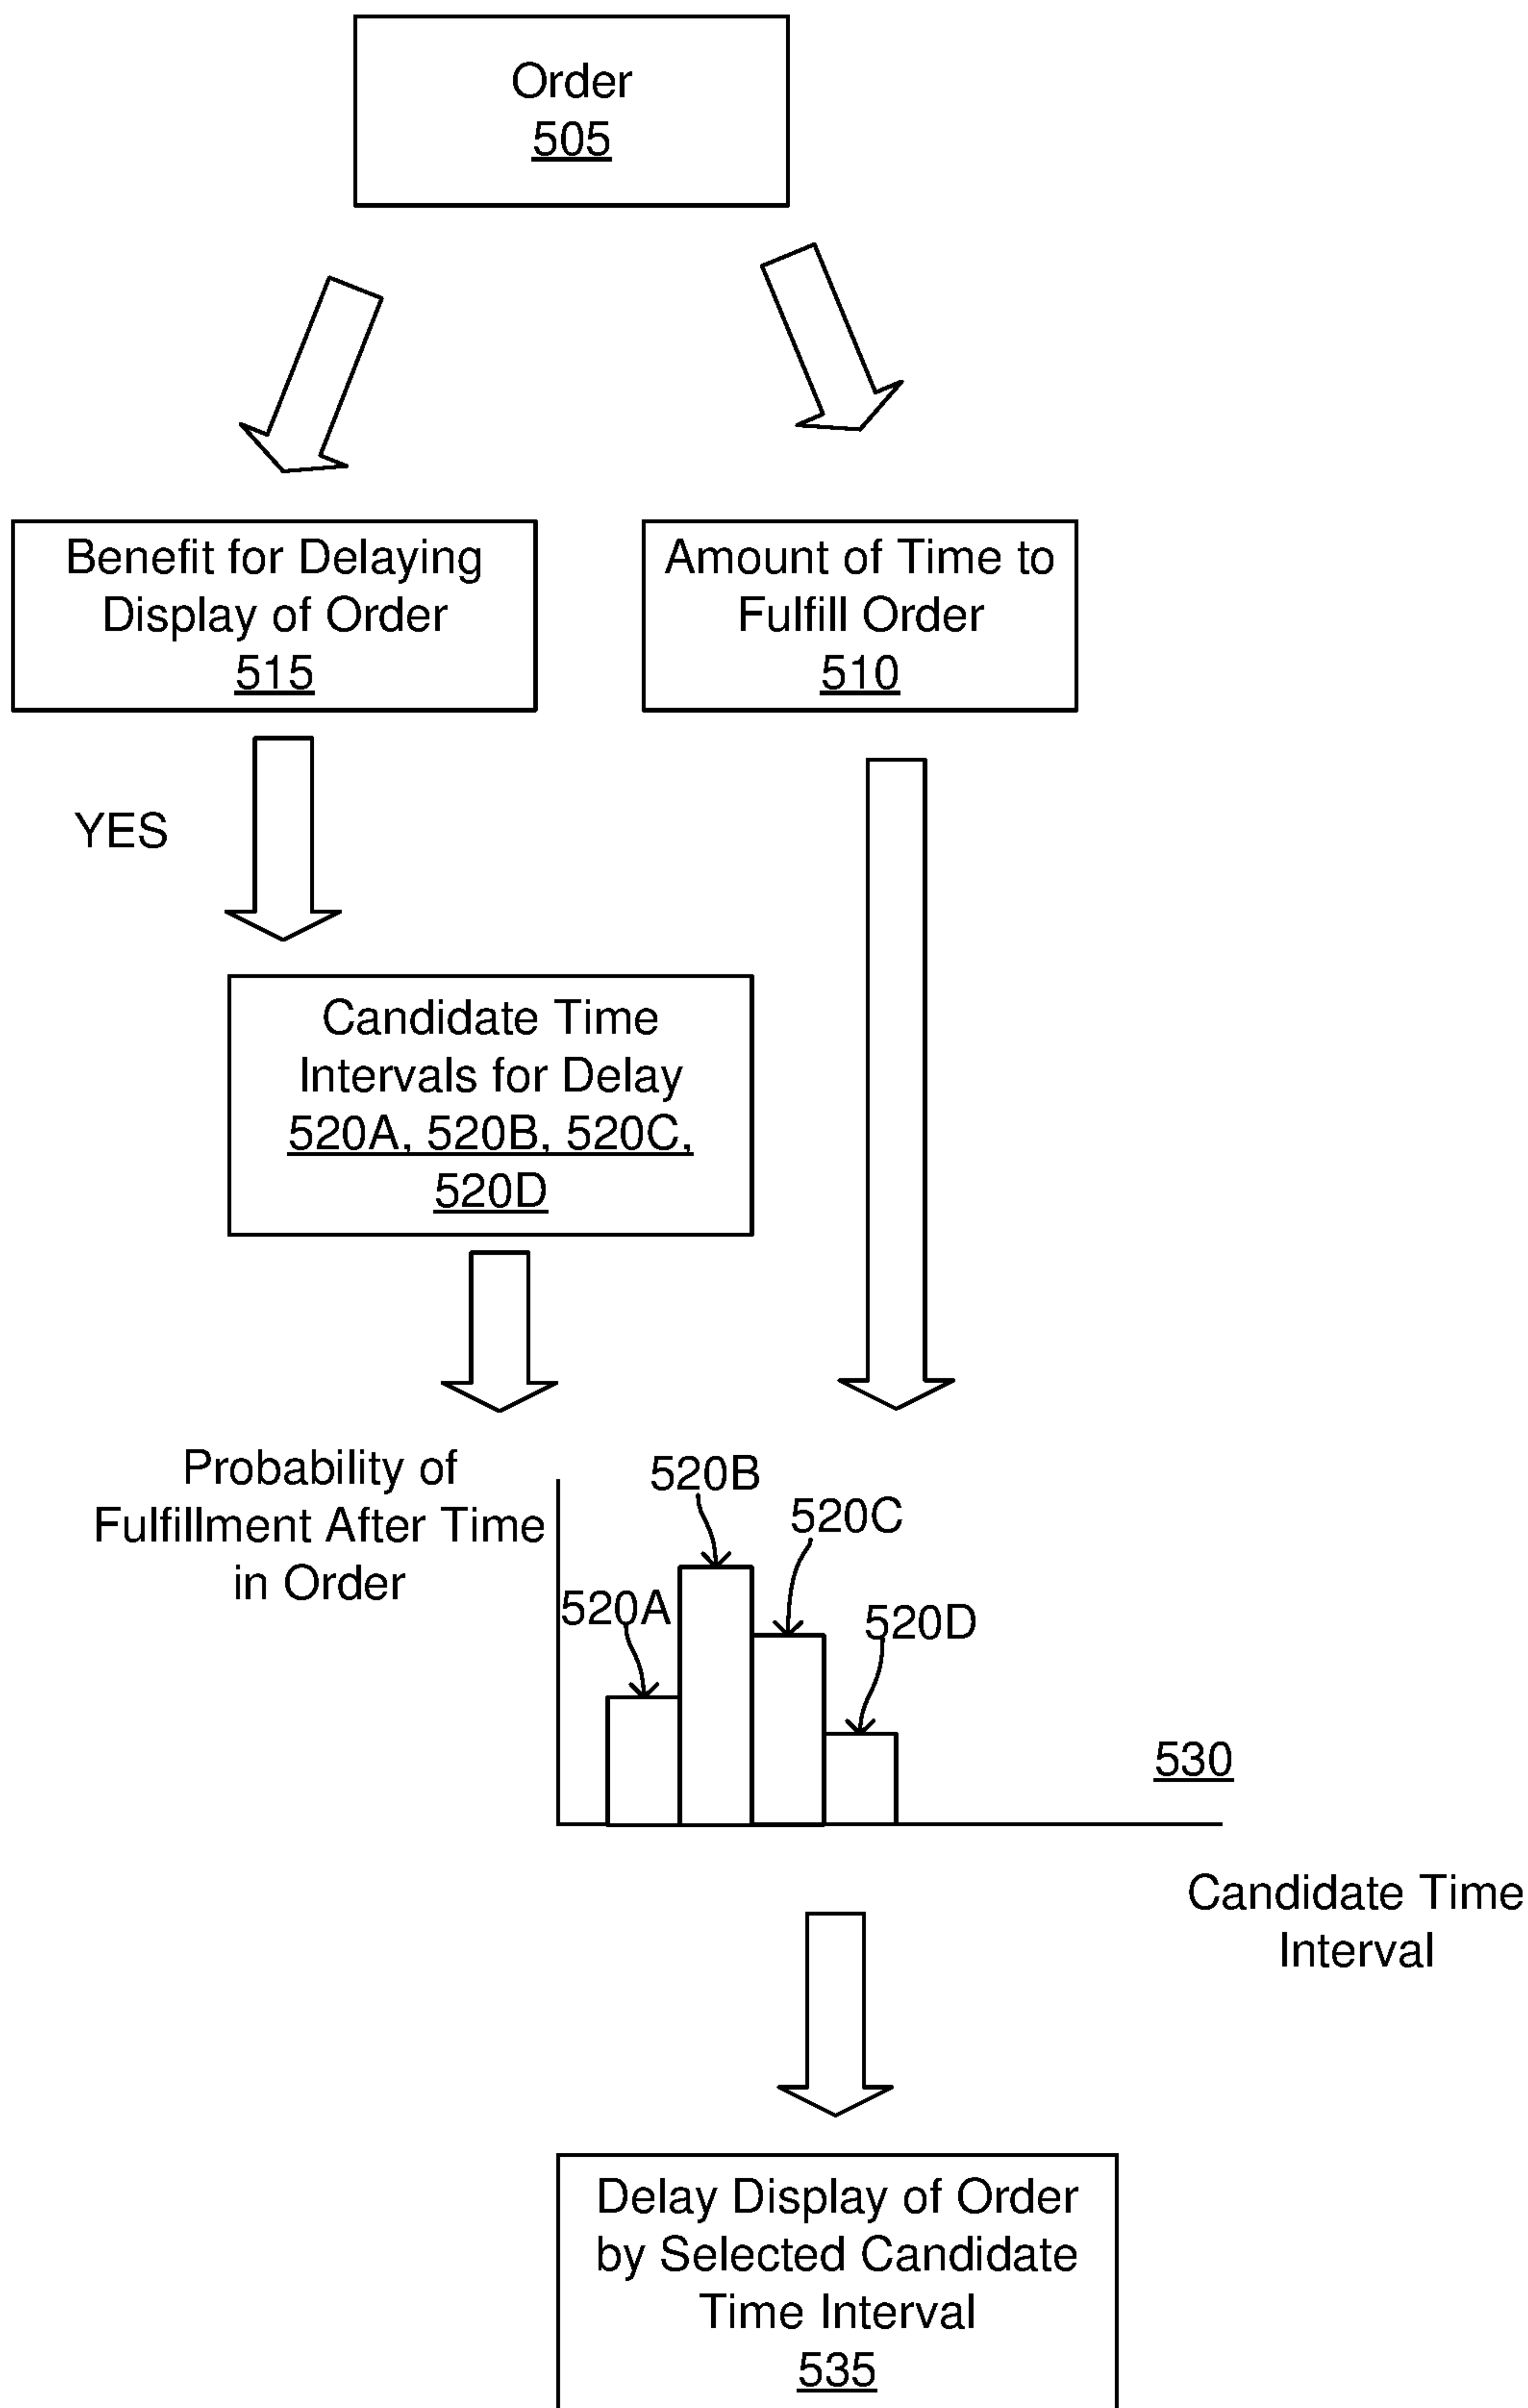 Order
505
Benefit for Delaying
Display of Order
515
Amount of Time to
Fulfill Order
510
YES
Candidate Time
Intervals for Delay
520A, 520B, 520C,
520D
Probability of
Fulfillment After Time
in Order
520A
520B
520C
520D
530
Candidate Time
Interval
Delay Display of Order
by Selected Candidate
Time Interval
535